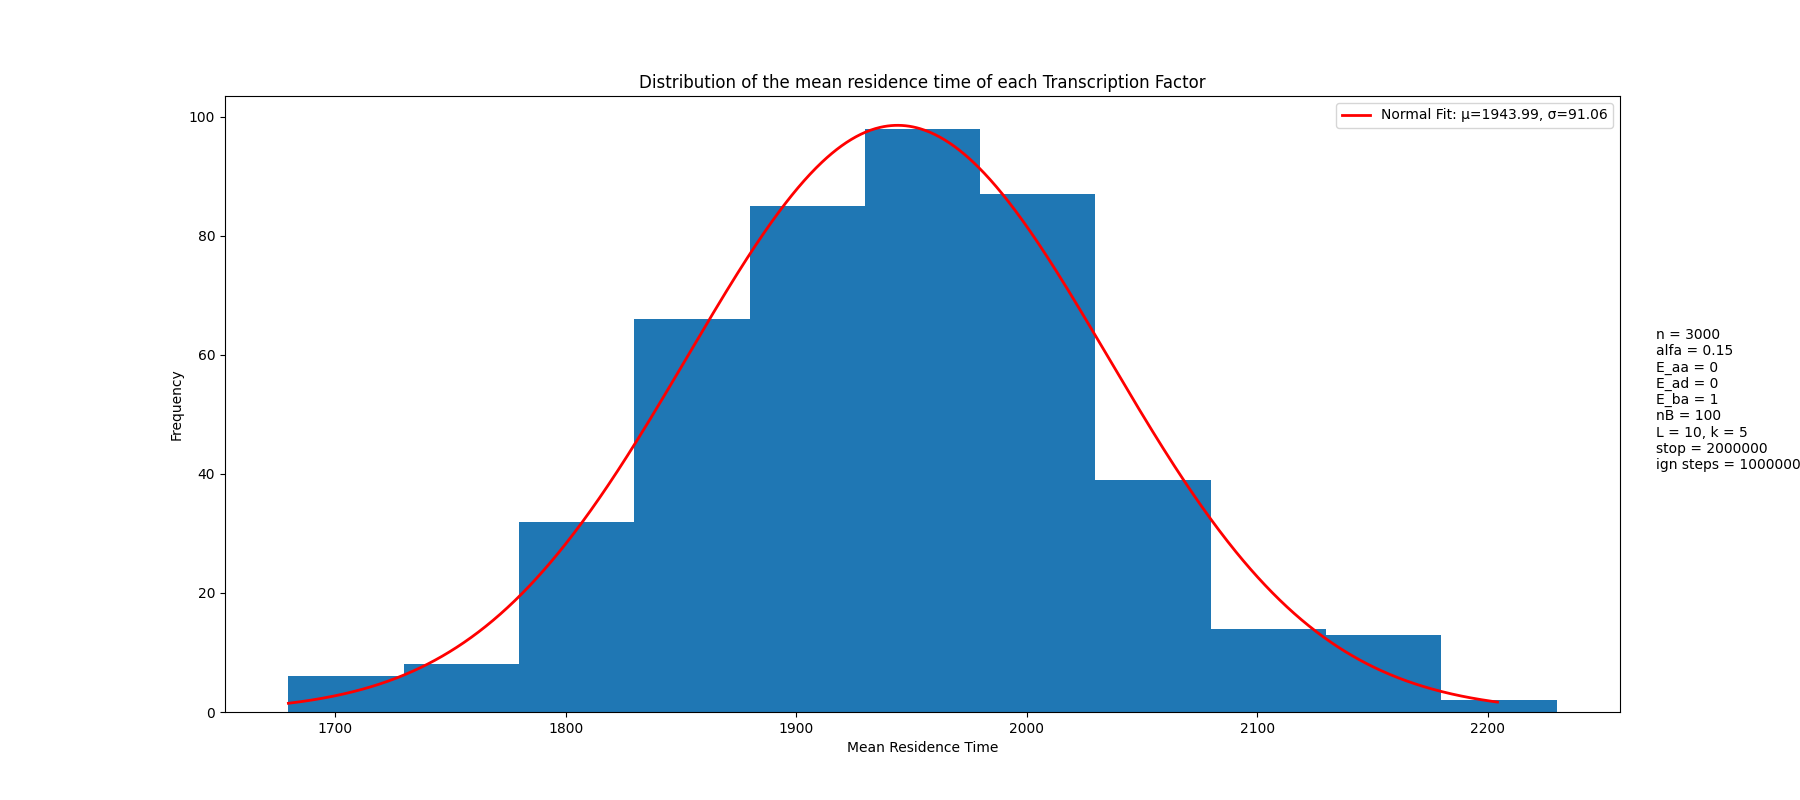 Distribution of the mean residence time of each Transcription Factor
Normal Fit: μ=1943.99, σ=91.06
100
80
60
40
20
0
Frequency
1700 1800 1900 2000 2100 2200
Mean Residence Time
n = 3000
alfa = 0.15
E_aa = 0
E_ad = 0
E_ba = 1
nB = 100
L = 10, k = 5
stop = 2000000
ign steps = 1000000